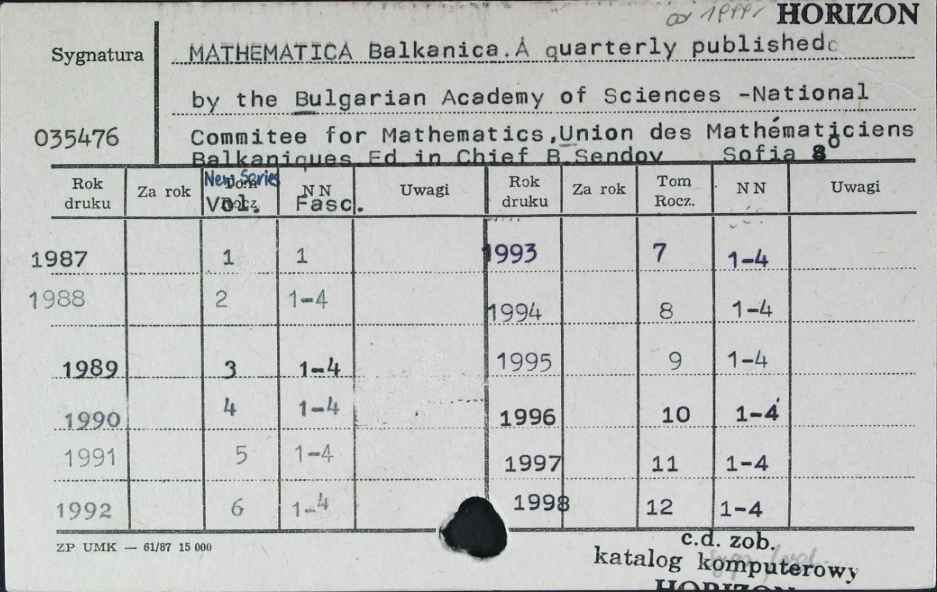 od 1999r HORIZON
Sygnatura MATHEMATICA Balkanica.A quarterly published
by the Bulgarian Academy of Sciences -National
035476 Commitee for Mathematics,Union des Mathématiciens
Balkaniques Ed in Chief B Sendov Sofia 8o
Rok druku Za rok New Series Vol. NN Fasc. Uwagi Rok druku Za rok Tom Rocz. NN Uwagi
1987 1 1 1993 7 1-4
1988 2 1-4 1994 8 1-4
1989 3 1-4 1995 9 1-4
1990 4 1-4 1996 10 1-4
1991 5 1-4 1997 11 1-4
1992 6 1-4 1998 12 1-4
ZP UMK — 61/87 15 000
c.d. zob.
katalog komputerowy
HORIZON